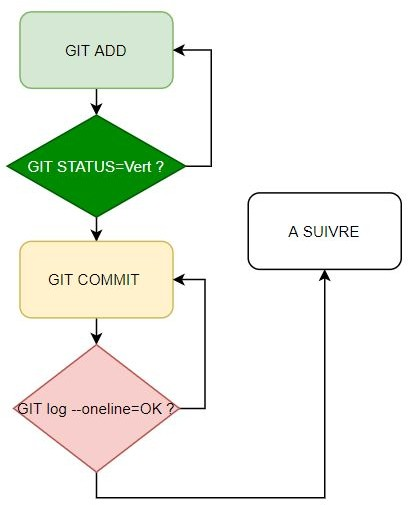 GIT ADD
GIT STATUS=Vert ?
A SUIVRE
GIT COMMIT
GIT log --oneline=OK ?